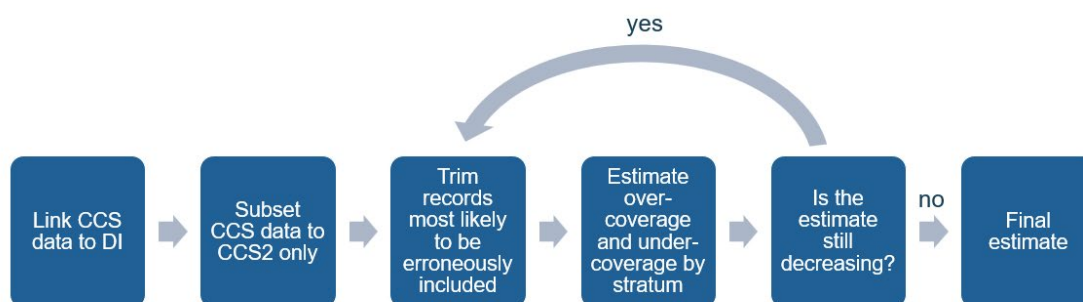 yes
Link CCS
data to DI
Subset
CCS data to
CCS2 only
Trim
records
most likely
to be
erroneously
included
Estimate
over-
coverage
and under-
coverage by
stratum
Is the
estimate
still
decreasing?
no
Final
estimate